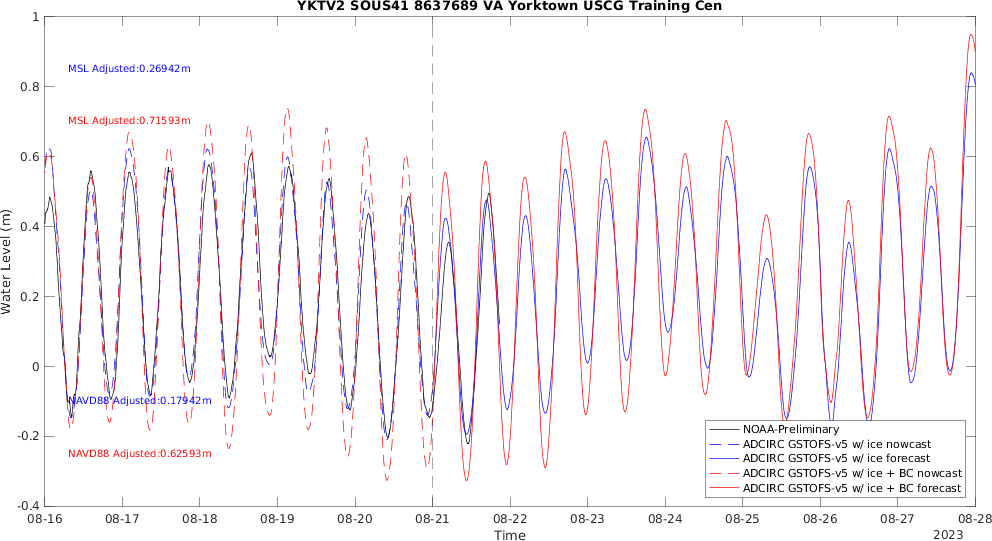 YKTV2 SOUS41 8637689 VA Yorktown USCG Training Cen
1
0.8
0.6
0.4
0.2
0
-0.2
-0.4
Water Level (m)
MSL Adjusted:0.26942m
MSL Adjusted:0.71593m
NAVD88 Adjusted:0.17942m
NAVD88 Adjusted:0.62593m
NOAA-Preliminary
ADCIRC GSTOFS-v5 w/ ice nowcast
ADCIRC GSTOFS-v5 w/ ice forecast
ADCIRC GSTOFS-v5 w/ ice + BC nowcast
ADCIRC GSTOFS-v5 w/ ice + BC forecast
08-16 08-17 08-18 08-19 08-20 08-21 08-22 08-23 08-24 08-25 08-26 08-27 08-28
Time
2023